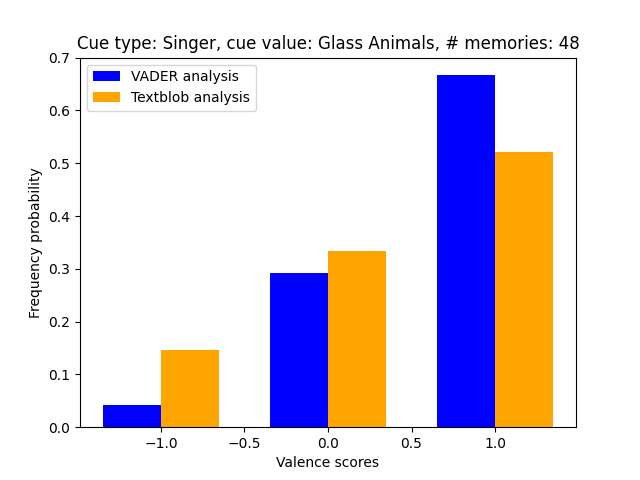 Cue type: Singer, cue value: Glass Animals, # memories: 48
VADER analysis
Textblob analysis
Frequency probability
0.7
0.6
0.5
0.4
0.3
0.2
0.1
0.0
−1.0 −0.5 0.0 0.5 1.0
Valence scores